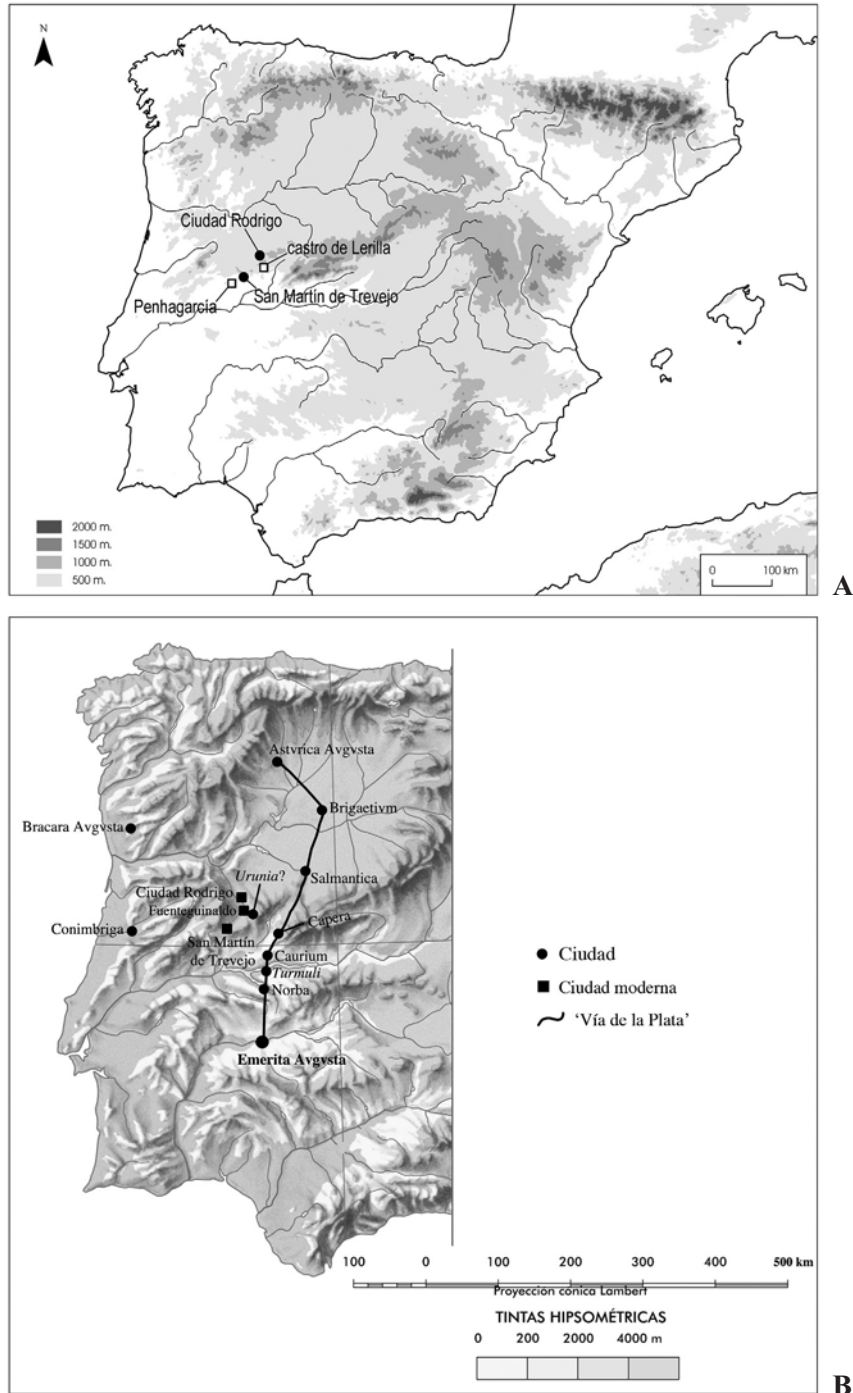 N
Ciudad Rodrigo
castro de Lerilla
San Martín de Trevejo
Penhagarcía
2000 m.
1500 m.
1000 m.
500 m.
0 100 km
A
Astvrica Avgvsta
Brigaetivm
Bracara Avgvsta
Salmantica
Urunia?
Ciudad Rodrigo
Fuenteguinaldo
Capera
Conimbriga
San Martín
de Trevejo
Caurium
Turmuli
Norba
Emerita Avgvsta
Ciudad
Ciudad moderna
‘Vía de la Plata’
100 0 100 200 300 400 500 km
Proyección cónica Lambert
TINTAS HIPSOMÉTRICAS
0 200 2000 4000 m
B